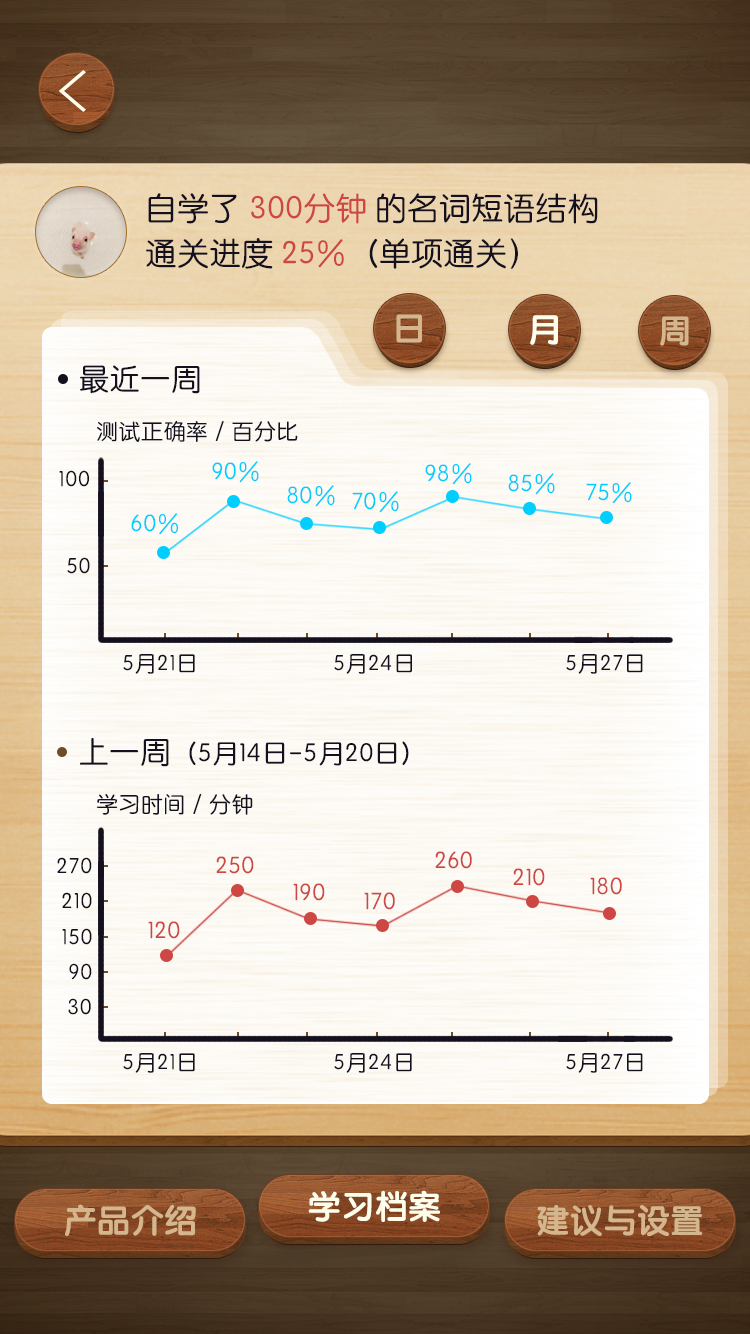 自学了 300分钟 的名词短语结构
通关进度 25%（单项通关）
日 月 周
• 最近一周
测试正确率 / 百分比
100
50
60% 90% 80% 70% 98% 85% 75%
5月21日 5月24日 5月27日
• 上一周（5月14日-5月20日）
学习时间 / 分钟
270
210
150
90
30
120 250 190 170 260 210 180
5月21日 5月24日 5月27日
产品介绍 学习档案 建议与设置